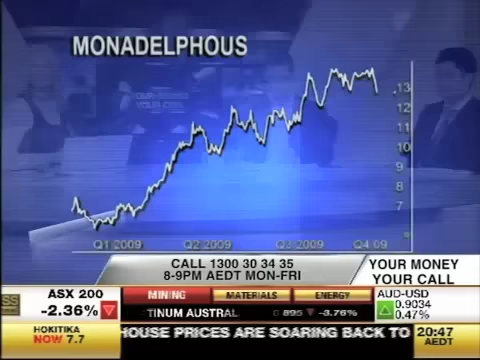 MONADELPHOUS
13
12
11
10
9
8
7
Q1 2009
Q2 2009
Q3 2009
Q4 09
CALL 1300 30 34 35
8-9PM AEDT MON-FRI
YOUR MONEY
YOUR CALL
ASX 200
-2.36%
MINING
MATERIALS
ENERGY
TINUM AUSTRAL
895
-3.76%
AUD-USD
0.9034
0.47%
HOKITIKA
NOW 7.7
HOUSE PRICES ARE SOARING BACK TO
20:47
AEDT